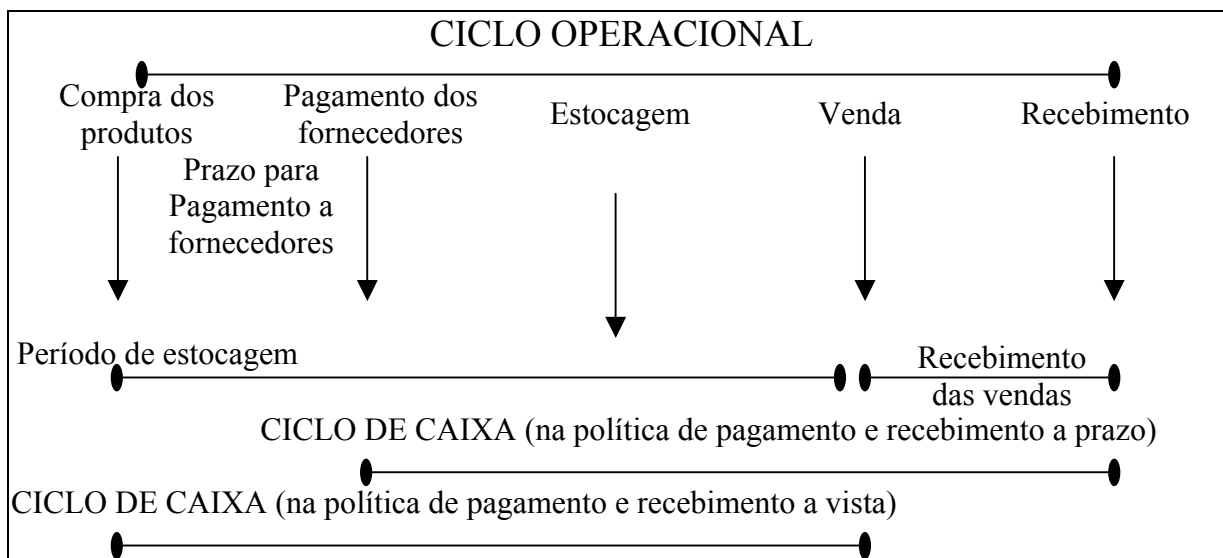 CICLO OPERACIONAL
Compra dos
produtos
Pagamento dos
fornecedores
Estocagem
Venda
Recebimento
Prazo para
Pagamento a
fornecedores
Período de estocagem
Recebimento
das vendas
CICLO DE CAIXA (na política de pagamento e recebimento a prazo)
CICLO DE CAIXA (na política de pagamento e recebimento a vista)